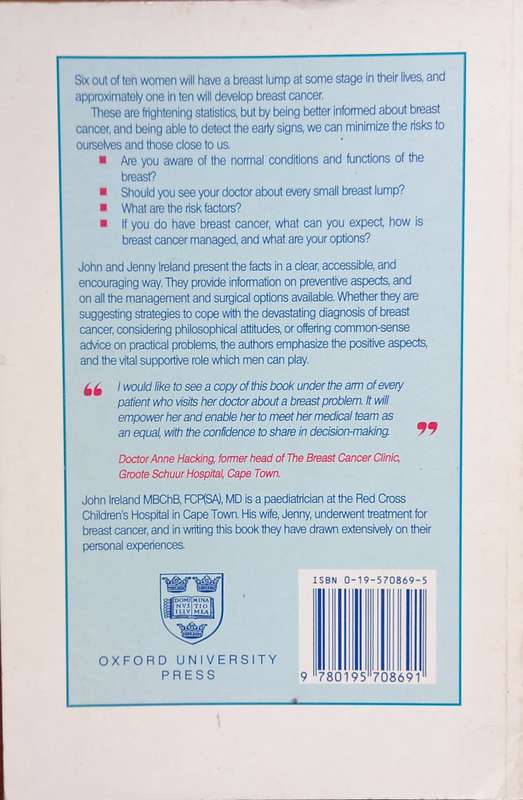 Six out of ten women will have a breast lump at some stage in their lives, and
approximately one in ten will develop breast cancer.
These are frightening statistics, but by being better informed about breast
cancer, and being able to detect the early signs, we can minimize the risks to
ourselves and those close to us.
Are you aware of the normal conditions and functions of the
breast?
Should you see your doctor about every small breast lump?
What are the risk factors?
If you do have breast cancer, what can you expect, how is
breast cancer managed, and what are your options?
John and Jenny Ireland present the facts in a clear, accessible, and
encouraging way. They provide information on preventive aspects, and
on all the management and surgical options available. Whether they are
suggesting strategies to cope with the devastating diagnosis of breast
cancer, considering philosophical attitudes, or offering common-sense
advice on practical problems, the authors emphasize the positive aspects,
and the vital supportive role which men can play.
“ I would like to see a copy of this book under the arm of every
patient who visits her doctor about a breast problem. It will
empower her and enable her to meet her medical team as
an equal, with the confidence to share in decision-making. ”
Doctor Anne Hacking, former head of The Breast Cancer Clinic,
Groote Schuur Hospital, Cape Town.
John Ireland MBChB, FCP(SA), MD is a paediatrician at the Red Cross
Children's Hospital in Cape Town. His wife, Jenny, underwent treatment for
breast cancer, and in writing this book they have drawn extensively on their
personal experiences.
DOMI MINA
NVS TIO
ILLV MEA
OXFORD UNIVERSITY
PRESS
ISBN 0-19-570869-5
9 780195 708691